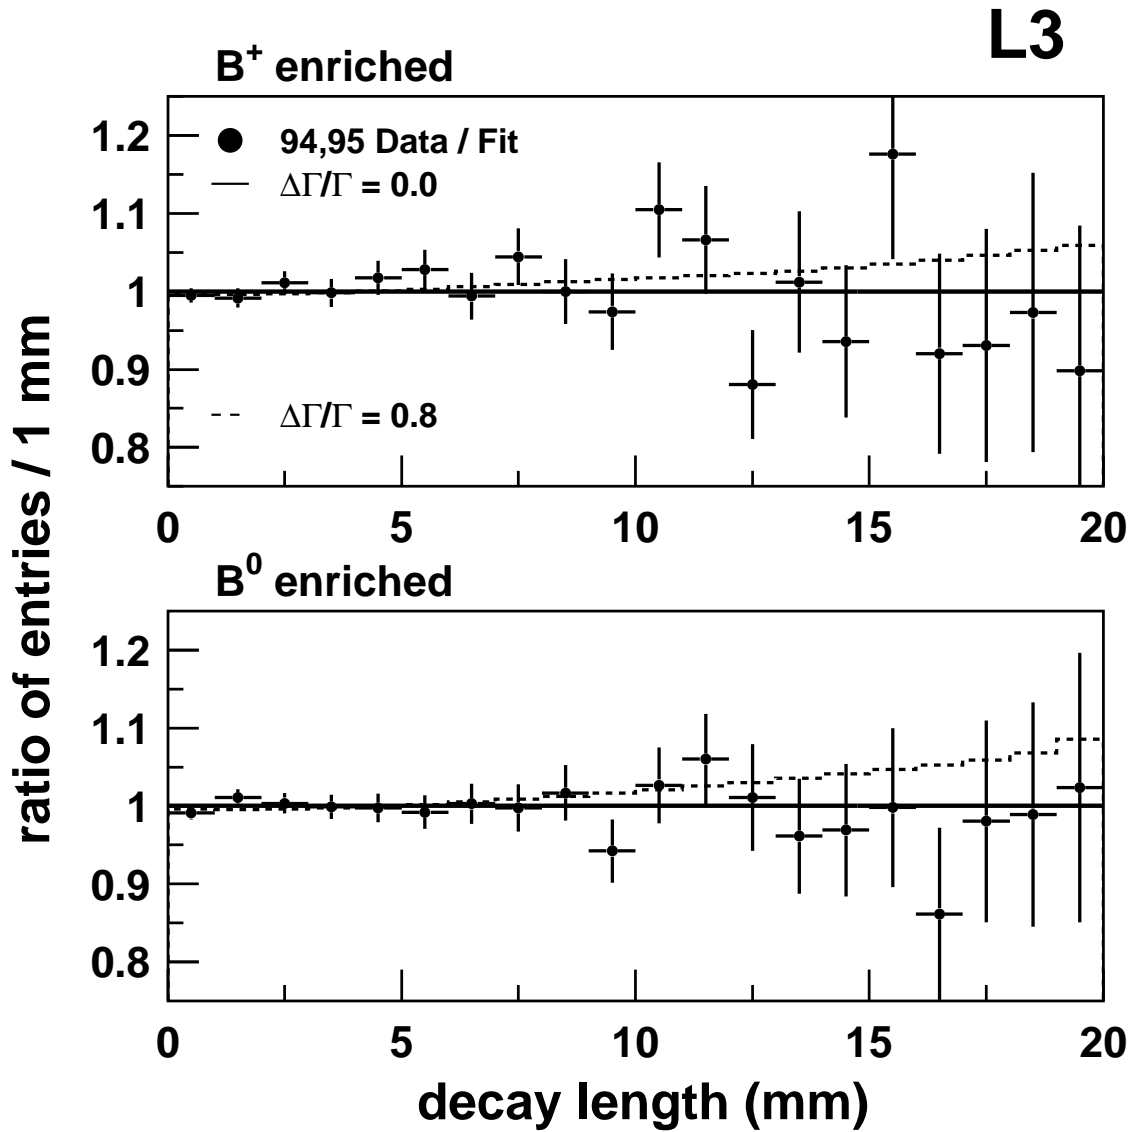 L3
B⁺ enriched
94,95 Data / Fit
ΔΓ/Γ = 0.0
ΔΓ/Γ = 0.8
1.2
1.1
1
0.9
0.8
0 5 10 15 20
B⁰ enriched
1.2
1.1
1
0.9
0.8
0 5 10 15 20
decay length (mm)
ratio of entries / 1 mm